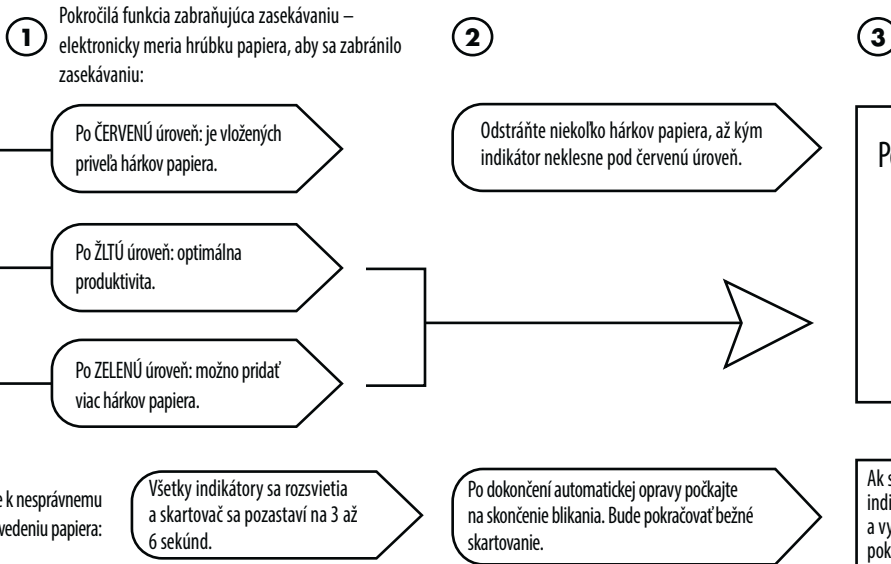 1
Pokročilá funkcia zabraňujúca zasekávaniu –
elektronicky meria hrúbku papiera, aby sa zabránilo
zasekávaniu:
2
3
Po ČERVENÚ úroveň: je vložených
priveľa hárkov papiera.
Odstráňte niekoľko hárkov papiera, až kým
indikátor neklesne pod červenú úroveň.
Po ŽLTÚ úroveň: optimálna
produktivita.
Po ZELENÚ úroveň: možno pridať
viac hárkov papiera.
k nesprávnemu
papiera:
Všetky indikátory sa rozsvietia
a skartovač sa pozastaví na 3 až
6 sekúnd.
Po dokončení automatickej opravy počkajte
na skončenie blikania. Bude pokračovať bežné
skartovanie.
Ak
a